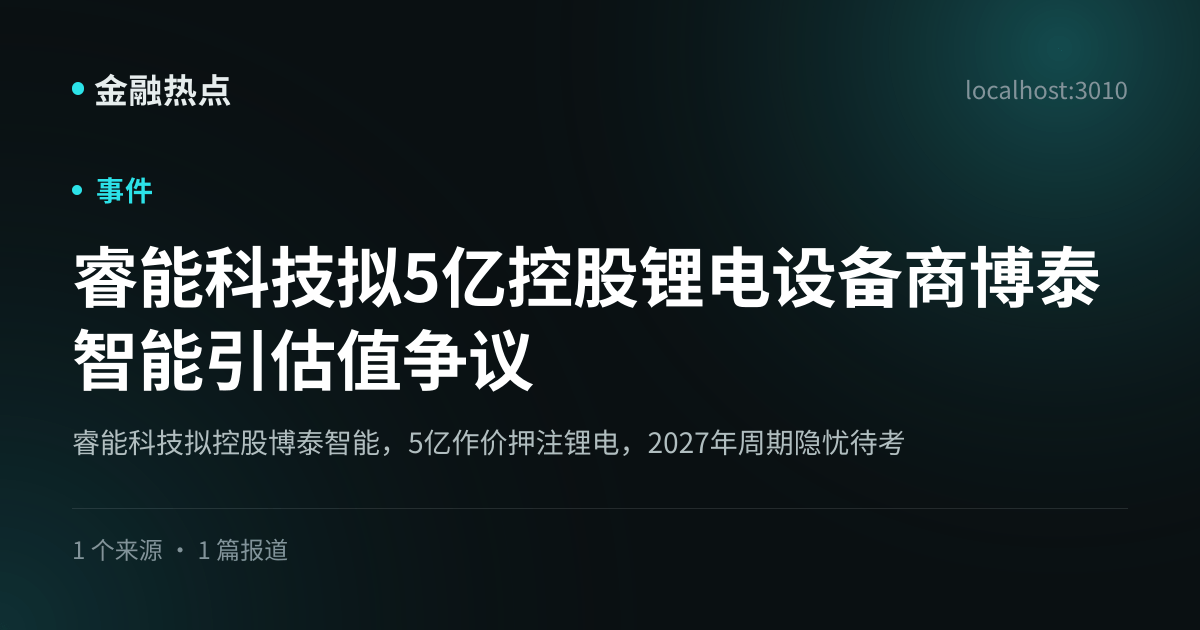 金融热点
localhost:3010
事件
睿能科技拟5亿控股锂电设备商博泰
智能引估值争议
睿能科技拟控股博泰智能，5亿作价押注锂电，2027年周期隐忧待考
1 个来源 · 1 篇报道